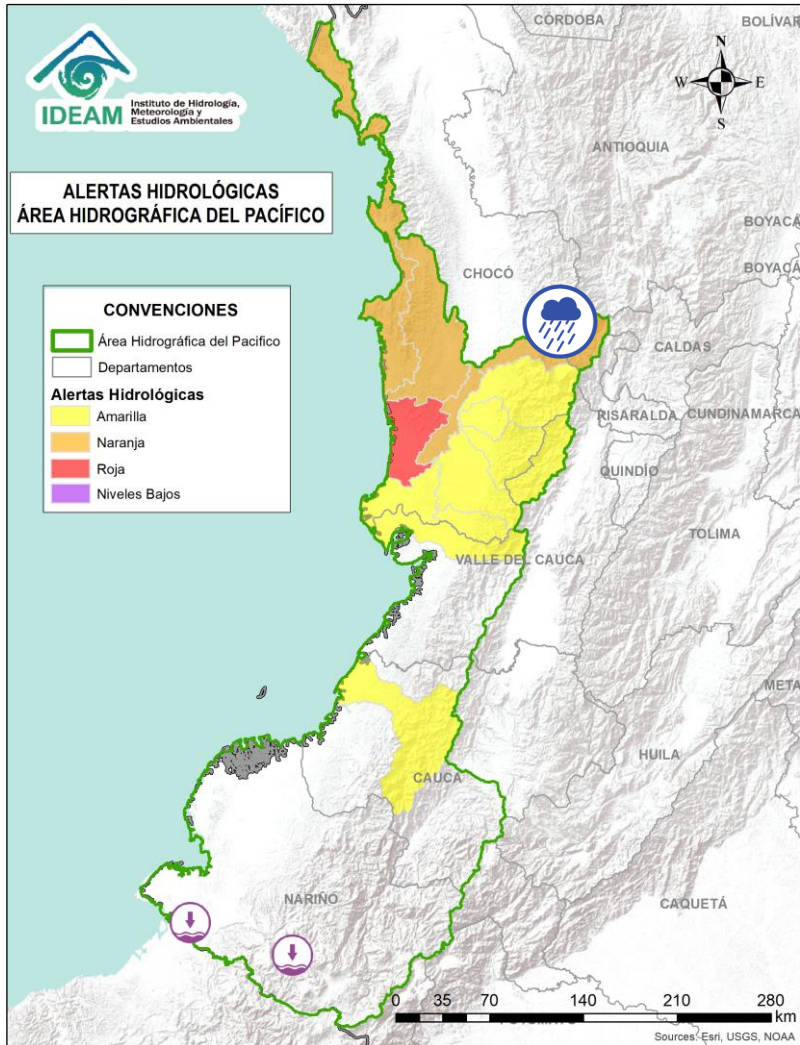 CÓRDOBA
BOLÍVAR
N
W
E
S
IDEAM
Instituto de Hidrología,
Meteorología y
Estudios Ambientales
ANTIOQUIA
ALERTAS HIDROLÓGICAS
ÁREA HIDROGRÁFICA DEL PACÍFICO
BOYACÁ
CHOCÓ
BOYACÁ
CONVENCIONES
Área Hidrográfica del Pacifico
Departamentos
Alertas Hidrológicas
Amarilla
Naranja
Roja
Niveles Bajos
CALDAS
RISARALDA
CUNDINAMARCA
QUINDÍO
TOLIMA
VALLE DEL CAUCA
META
HUILA
CAUCA
NARIÑO
CAQUETÁ
0 35 70 140 210 280
km
Sources: Esri, USGS, NOAA